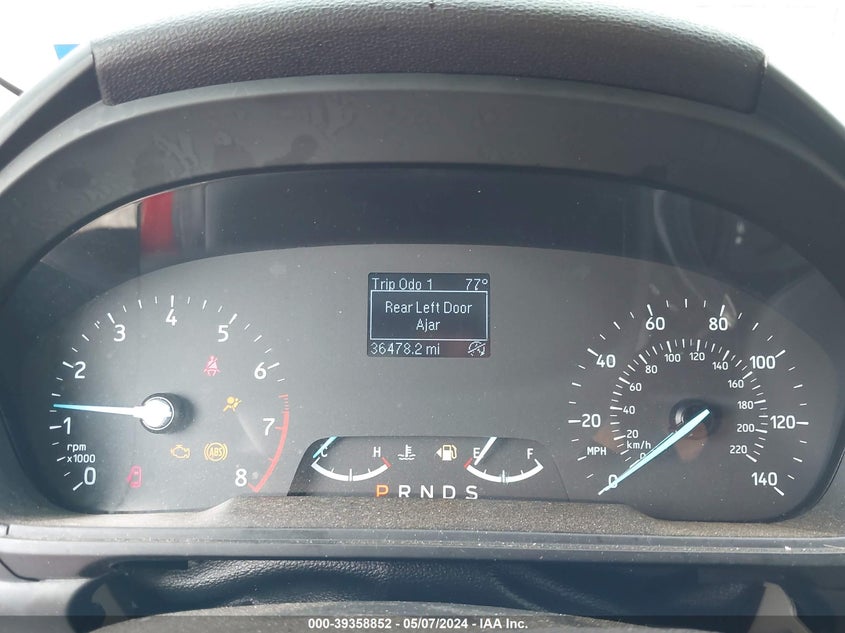 Trip Odo 1 77°
Rear Left Door
Ajar
36478.2 mi
0 1 2 3 4 5 6 7 8
rpm
x1000
ABS
C H
E F
P R N D S
0 20 40 60 80 100 120 140
MPH
0 20 40 60 80 100 120 140 160 180 200 220
km/h
000-39358852 - 05/07/2024 - IAA Inc.